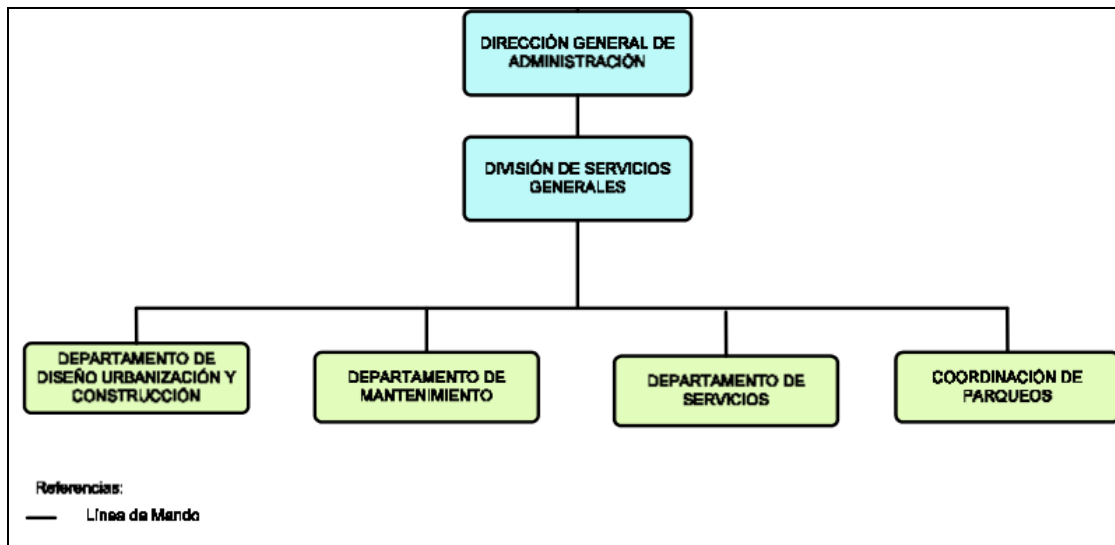 DIRECCIÓN GENERAL DE
ADMINISTRACIÓN
DIVISIÓN DE SERVICIOS
GENERALES
DEPARTAMENTO DE
DISEÑO URBANIZACIÓN Y
CONSTRUCCIÓN
DEPARTAMENTO DE
MANTENIMIENTO
DEPARTAMENTO DE
SERVICIOS
COORDINACIÓN DE
PARQUEOS
Referencias:
Línea de Mando